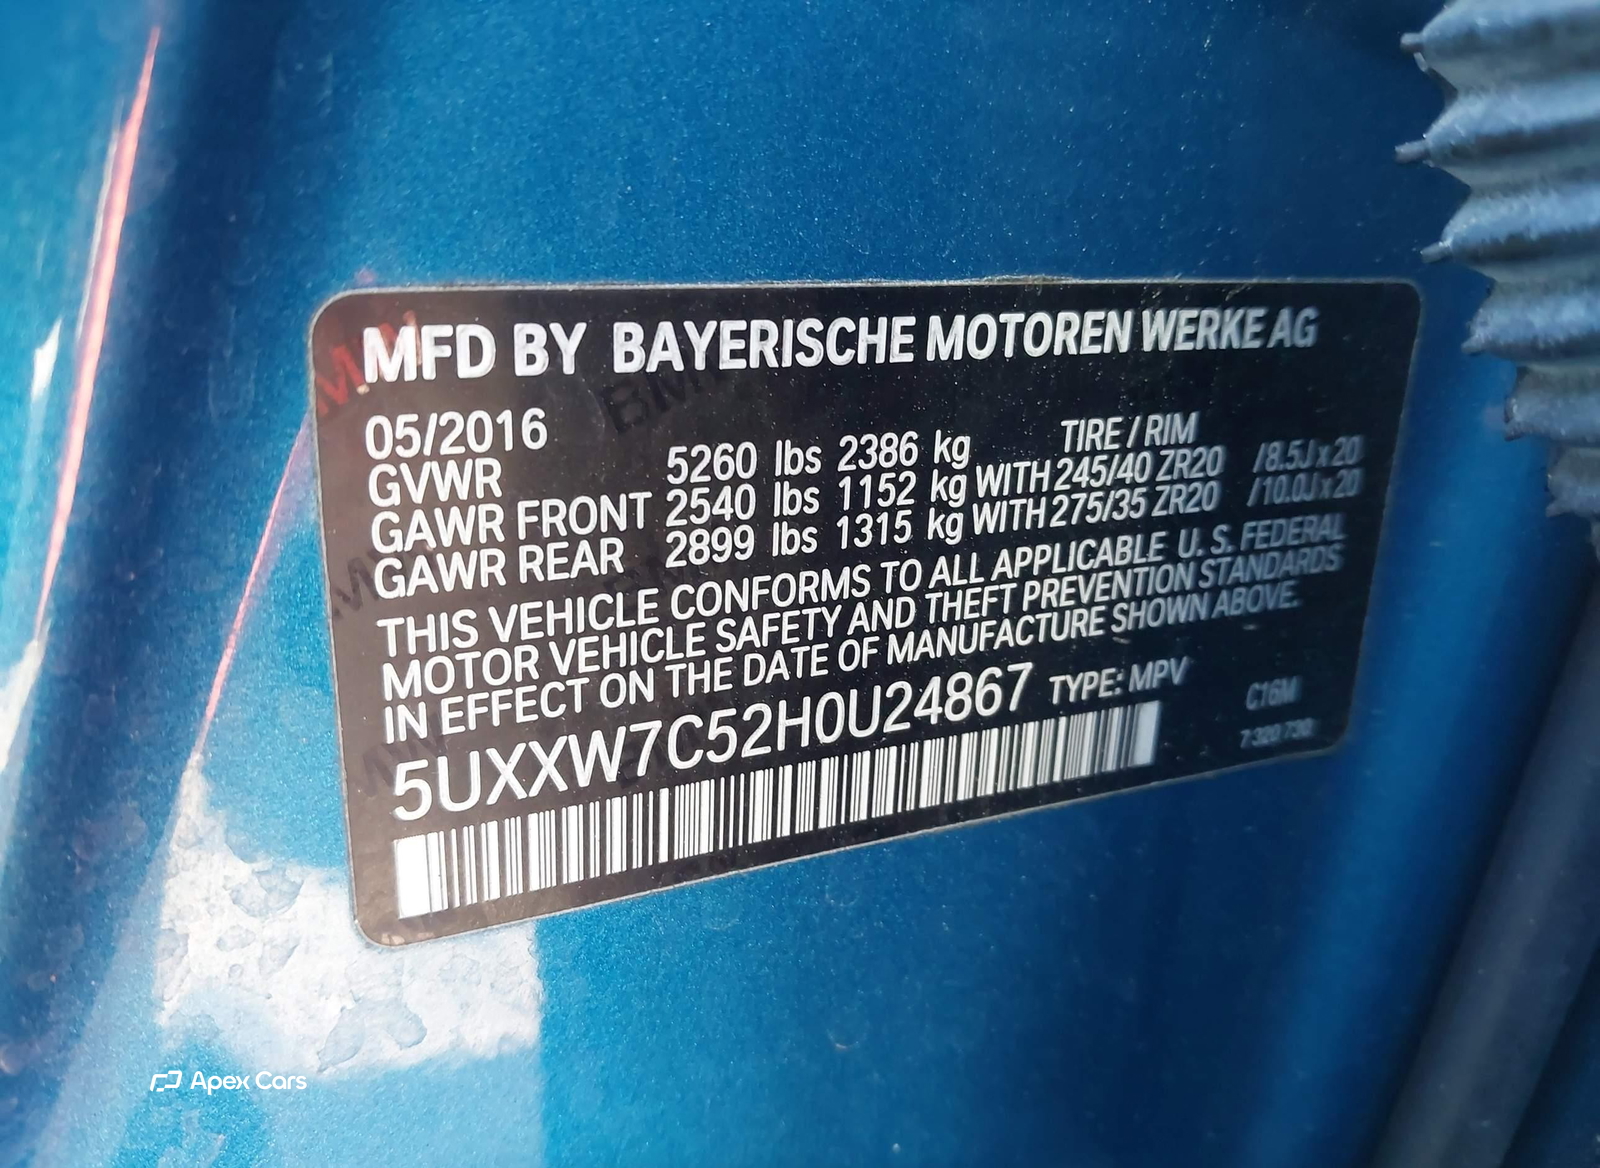 MFD BY BAYERISCHE MOTOREN WERKE AG
05/2016
TIRE / RIM
GVWR 5260 lbs 2386 kg
GAWR FRONT 2540 lbs 1152 kg WITH 245/40 ZR20 /8.5J x 20
GAWR REAR 2899 lbs 1315 kg WITH 275/35 ZR20 /10.0J x 20
THIS VEHICLE CONFORMS TO ALL APPLICABLE U. S. FEDERAL
MOTOR VEHICLE SAFETY AND THEFT PREVENTION STANDARDS
IN EFFECT ON THE DATE OF MANUFACTURE SHOWN ABOVE.
5UXXW7C52H0U24867 TYPE: MPV
C16M
7 320 730
Apex Cars